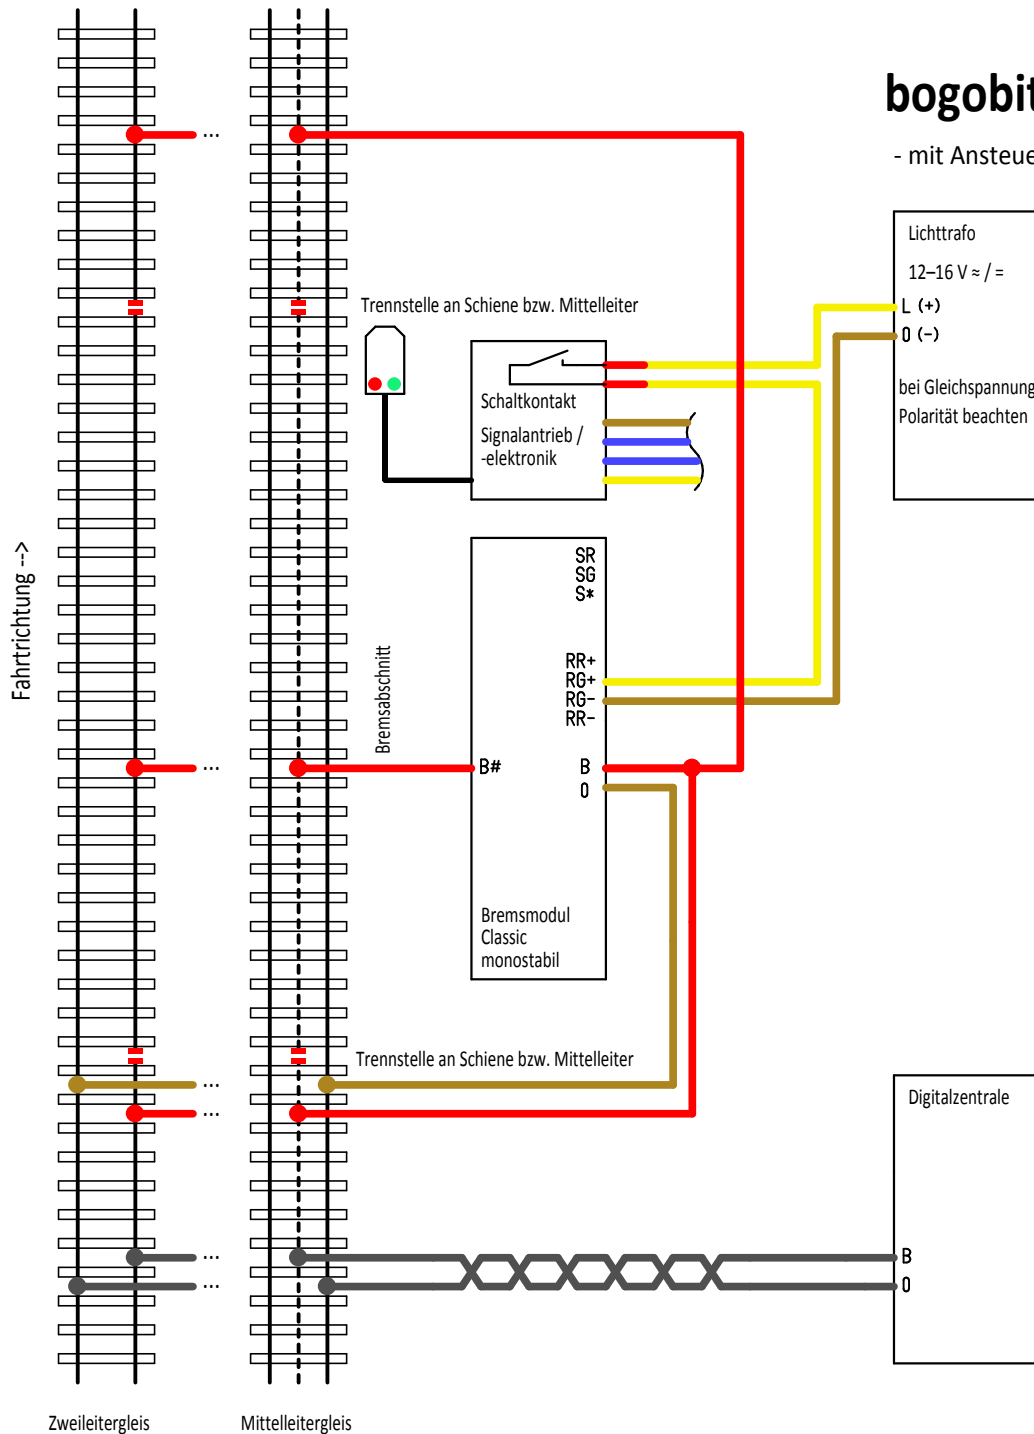 bogobit
- mit Ansteue
Lichttrafo
12–16 V ≈ / =
L (+)
0 (-)
bei Gleichspannung
Polarität beachten
...
Trennstelle an Schiene bzw. Mittelleiter
Schaltkontakt
Signalantrieb /
-elektronik
Fahrtrichtung -->
Bremsabschnitt
SR
SG
S*
RR+
RG+
RG-
RR-
...
B#
B
0
Bremsmodul
Classic
monostabil
Trennstelle an Schiene bzw. Mittelleiter
...
...
Digitalzentrale
...
B
...
0
Zweileitergleis
Mittelleitergleis